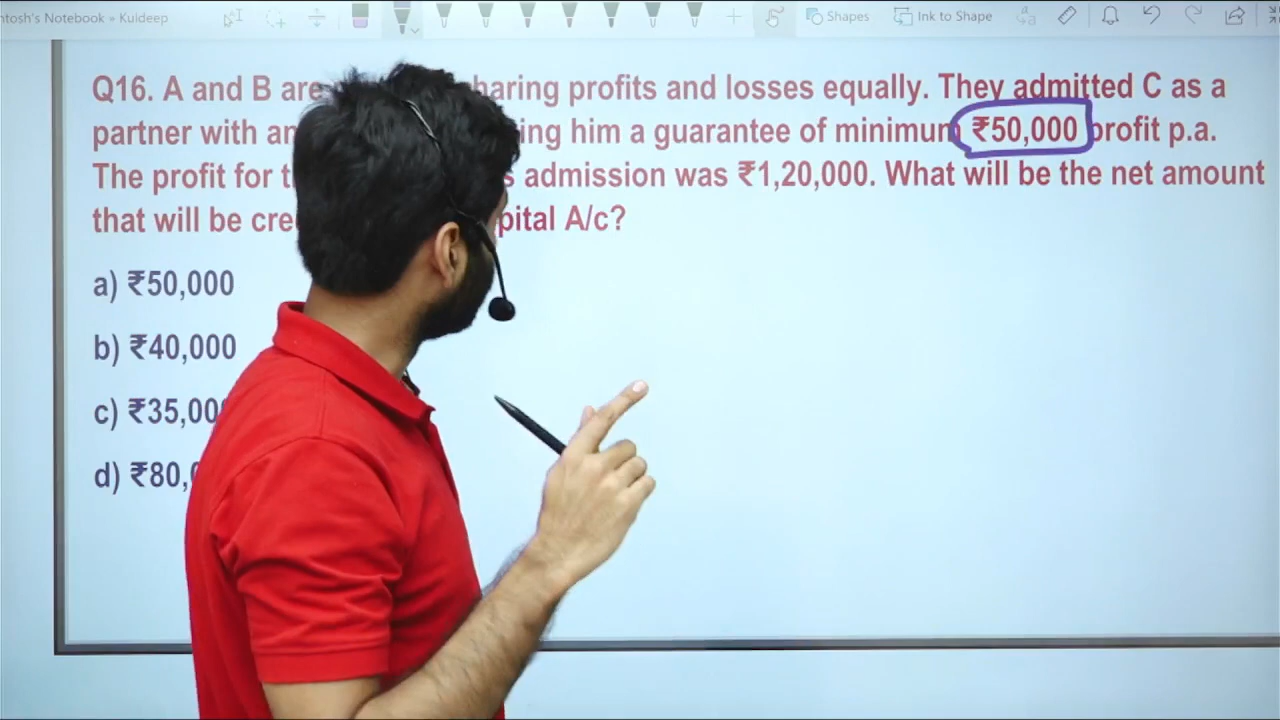 ntosh's Notebook » Kuldeep
Shapes
Ink to Shape
Q16. A and B are haring profits and losses equally. They admitted C as a
partner with an ing him a guarantee of minimum ₹50,000 profit p.a.
The profit for admission was ₹1,20,000. What will be the net amount
that will be pital A/c?
a) ₹50,000
b) ₹40,000
c) ₹35,00
d) ₹80,